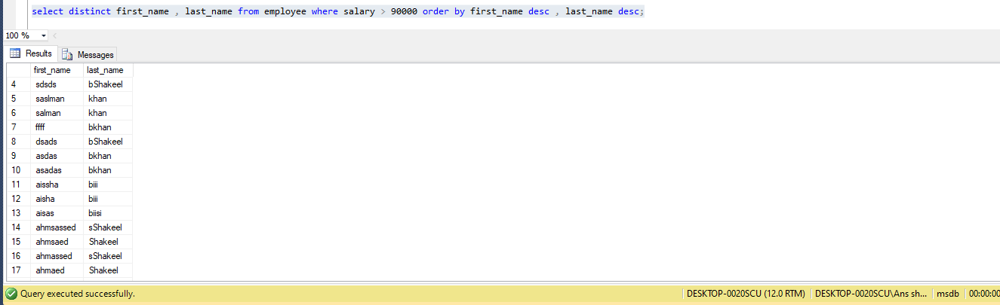 select distinct first_name , last_name from employee where salary > 90000 order by first_name desc , last_name desc;
100 %
Results Messages
first_name last_name
4 sdsds bShakeel
5 saslman khan
6 salman khan
7 ffff bkhan
8 dsads bShakeel
9 asdas bkhan
10 asadas bkhan
11 aissha biii
12 aisha biii
13 aisas biisi
14 ahmsassed sShakeel
15 ahmsaed Shakeel
16 ahmassed sShakeel
17 ahmaed Shakeel
Query executed successfully. DESKTOP-0020SCU (12.0 RTM) DESKTOP-0020SCU\Ans sh... msdb 00:00:00